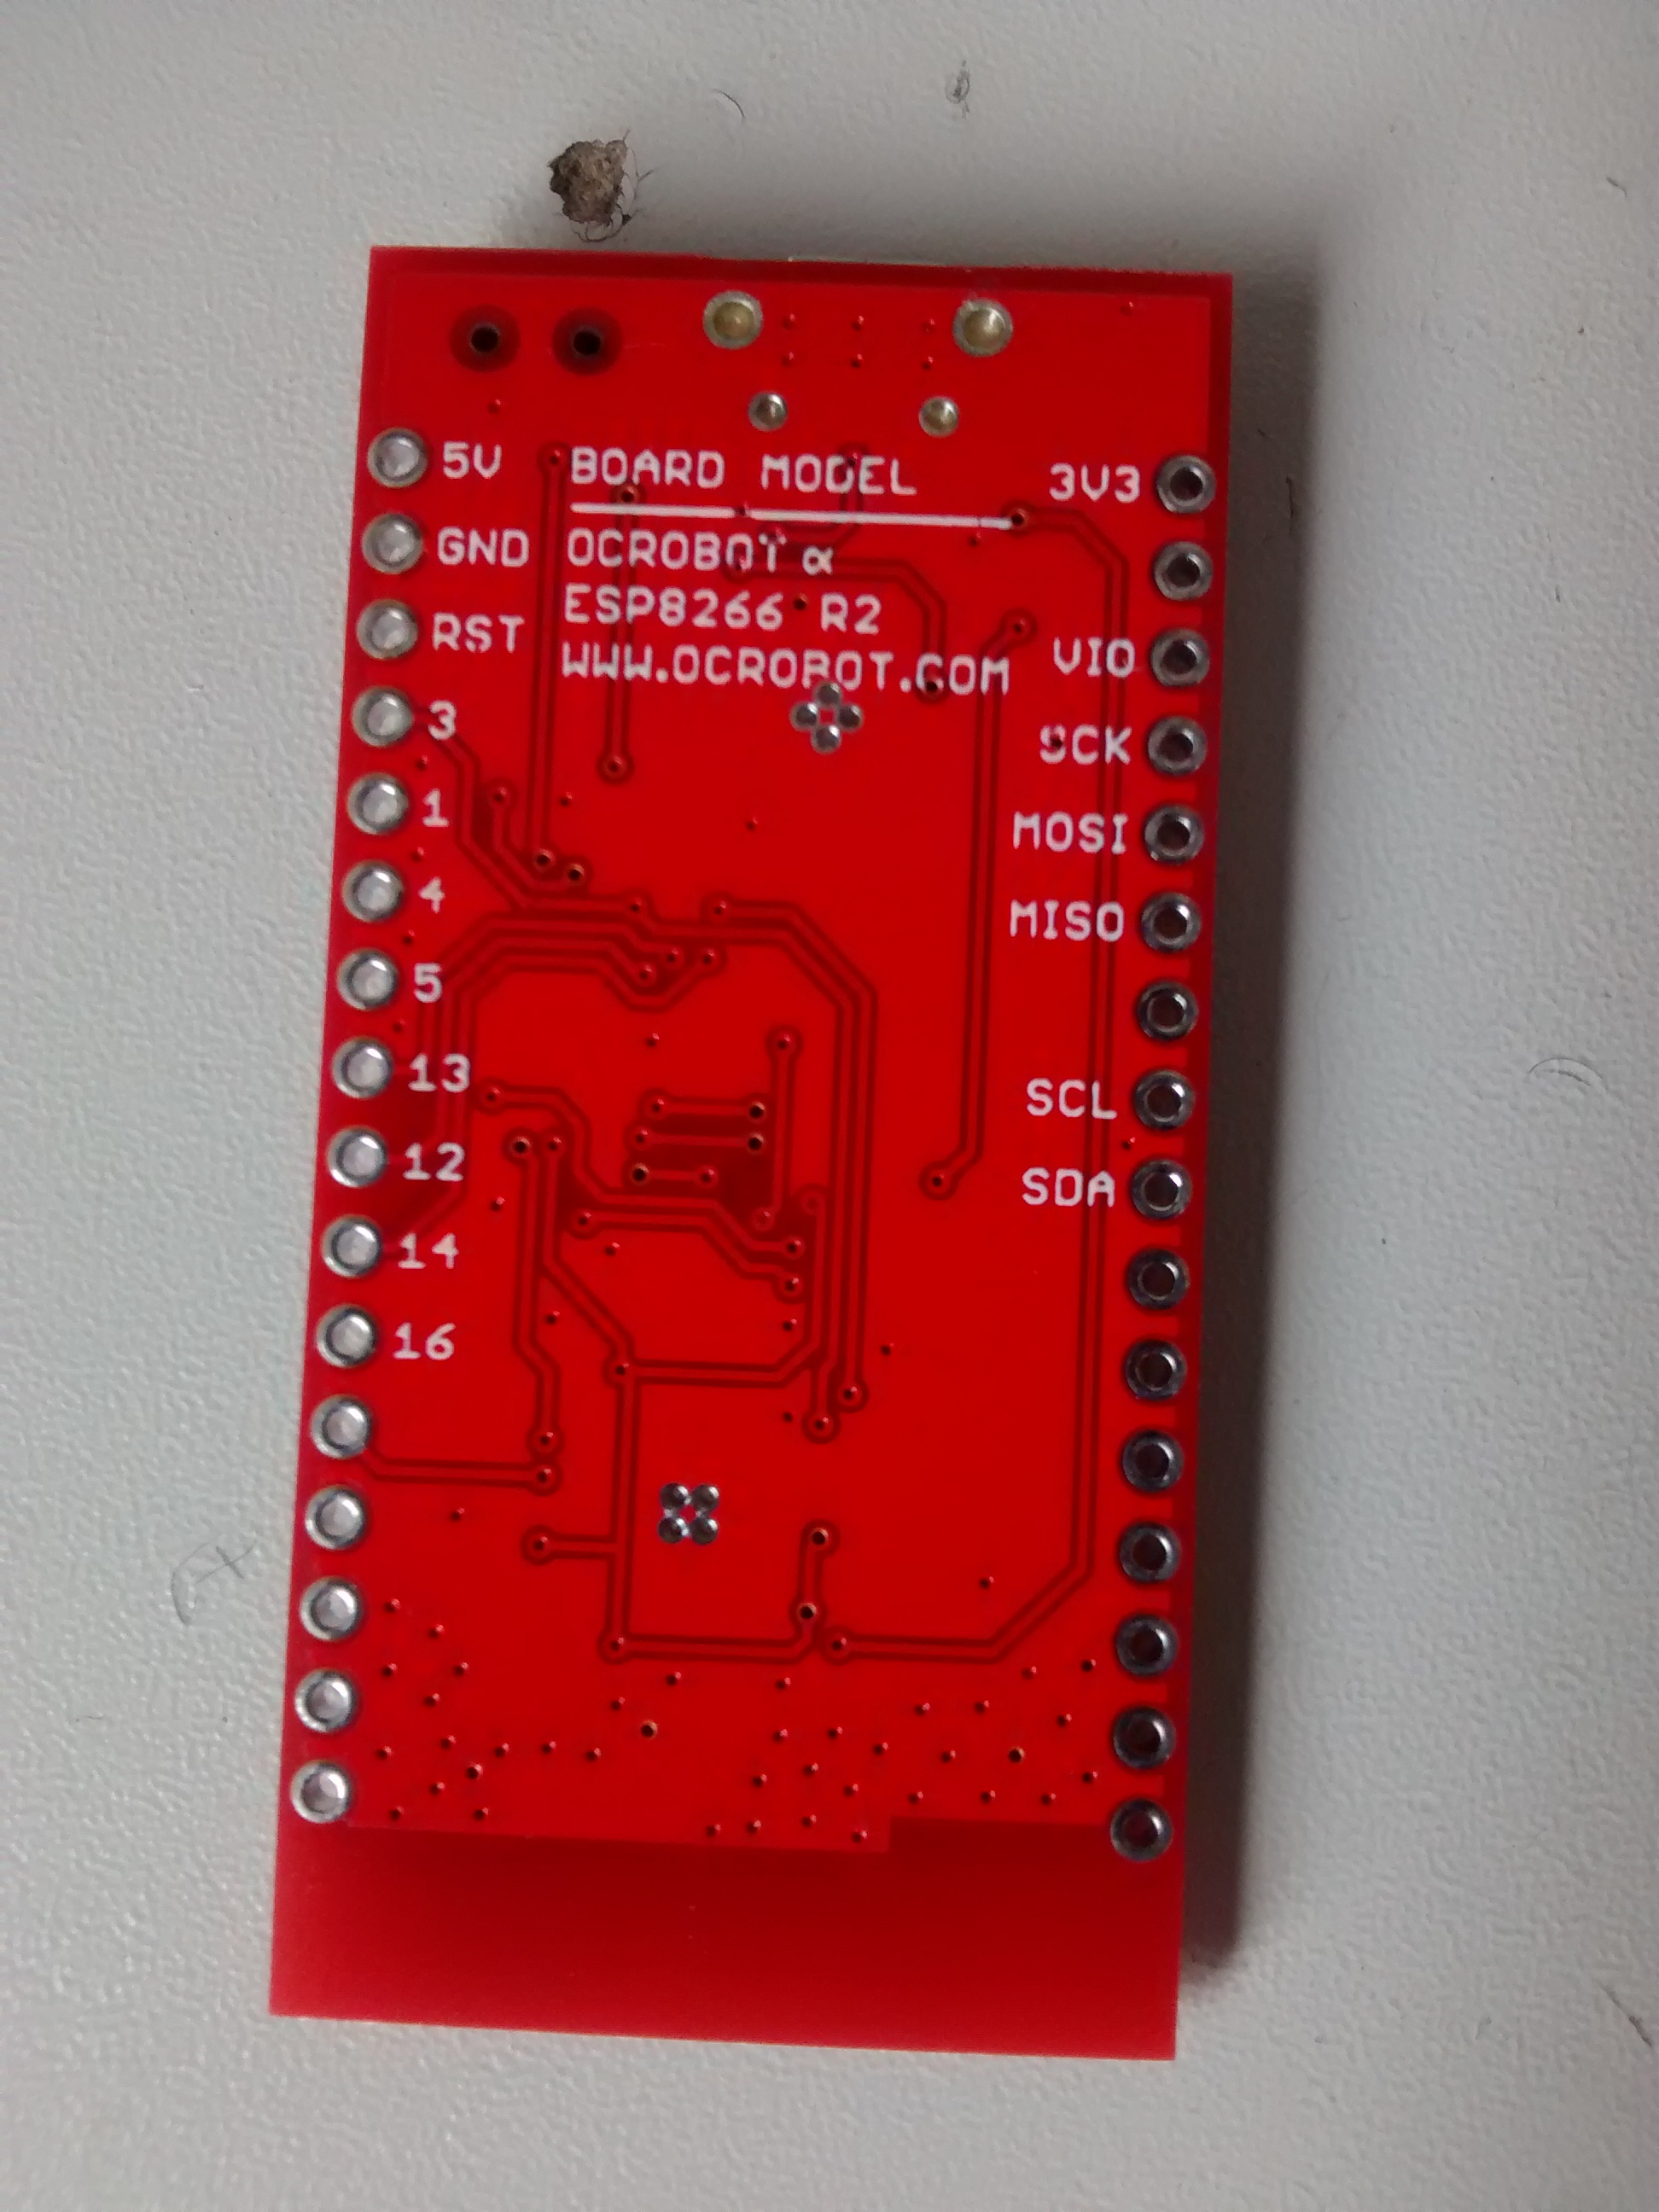 BOARD MODEL
OCROBOT α
ESP8266 R2
WWW.OCROBOT.COM
5V
GND
RST
3
1
4
5
13
12
14
16
3V3
VIO
SCK
MOSI
MISO
SCL
SDA